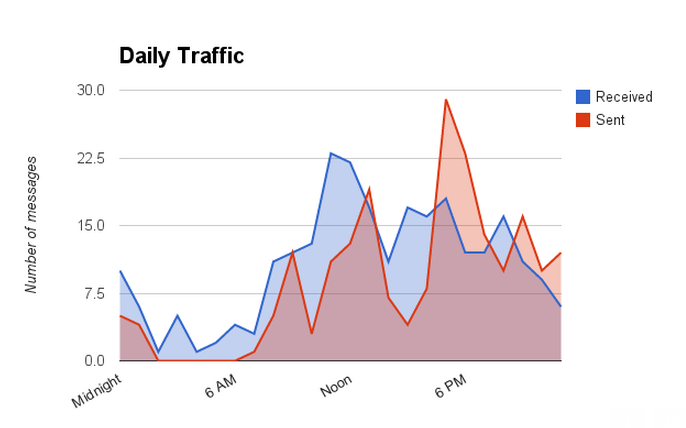 Daily Traffic
30.0
22.5
15.0
7.5
0.0
Number of messages
Midnight
6 AM
Noon
6 PM
Received
Sent